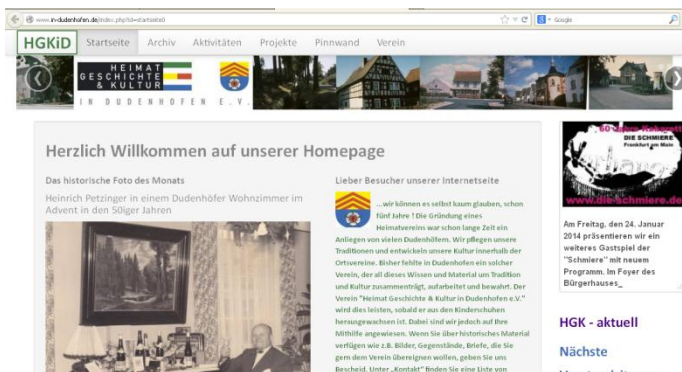 www.in-dudenhofen.de/index.php?id=startseite0
Google
HGKiD Startseite Archiv Aktivitäten Projekte Pinnwand Verein
HEIMAT
GESCHICHTE
& KULTUR
IN DUDENHOFEN E.V.
Herzlich Willkommen auf unserer Homepage
Das historische Foto des Monats
Heinrich Petzinger in einem Dudenhöfer Wohnzimmer im
Advent in den 50iger Jahren
Lieber Besucher unserer Internetseite
...wir können es selbst kaum glauben, schon
fünf Jahre ! Die Gründung eines
Heimatvereins war schon lange Zeit ein
Anliegen von vielen Dudenhöfern. Wir pflegen unsere
Traditionen und entwickeln unsere Kultur innerhalb der
Ortsvereine. Bisher fehlte in Dudenhofen ein solcher
Verein, der all dieses Wissen und Material um Tradition
und Kultur zusammenträgt, aufarbeitet und bewahrt. Der
Verein "Heimat Geschichte & Kultur in Dudenhofen e.V."
wird dies leisten, sobald er aus den Kinderschuhen
herausgewachsen ist. Dabei sind wir jedoch auf Ihre
Mithilfe angewiesen. Wenn Sie über historisches Material
verfügen wie z.B. Bilder, Gegenstände, Briefe, die Sie
gern dem Verein übereignen wollen, geben Sie uns
Bescheid. Unter „Kontakt" finden Sie eine Liste von
60 Jahre Kabarett
DIE SCHMIERE
Frankfurt am Main
www.die-schmiere.de
Am Freitag, den 24. Januar
2014 präsentieren wir ein
weiteres Gastspiel der
"Schmiere" mit neuem
Programm. Im Foyer des
Bürgerhauses_
HGK - aktuell
Nächste